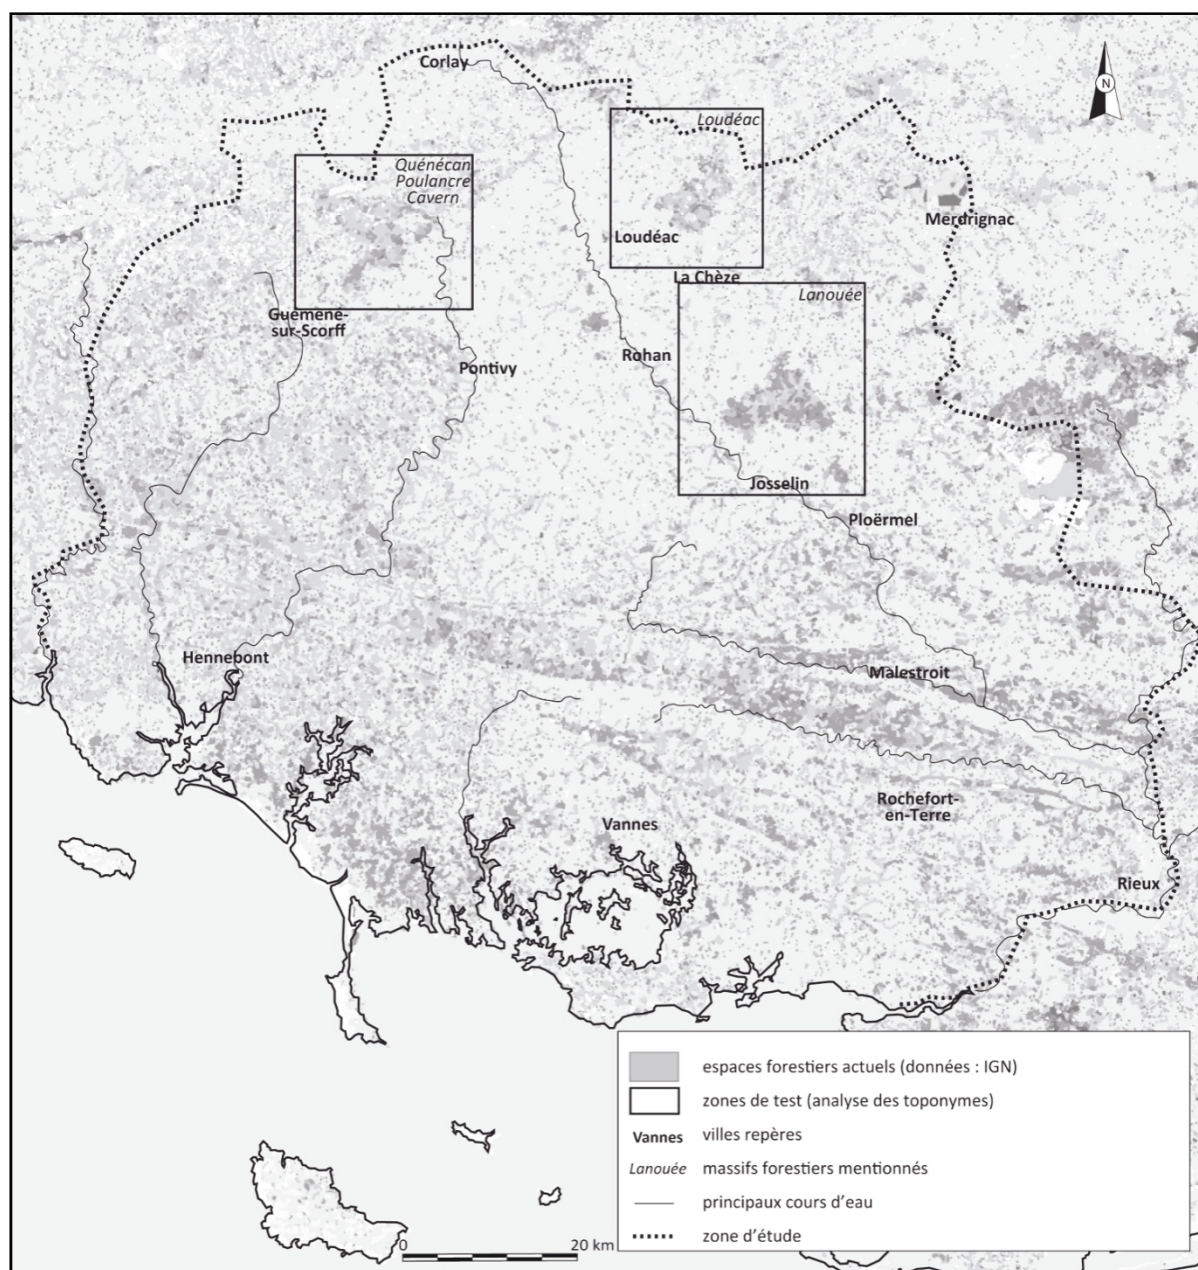 Corlay
N
Loudéac
Quénécan
Poulancre
Cavern
Merdrignac
Loudéac
La Chèze
Lanouée
Guémené-
sur-Scorff
Rohan
Pontivy
Josselin
Ploërmel
Hennebont
Malestroit
Rochefort-
en-Terre
Vannes
Rieux
espaces forestiers actuels (données : IGN)
zones de test (analyse des toponymes)
Vannes villes repères
Lanouée massifs forestiers mentionnés
principaux cours d'eau
zone d'étude
0 20 km